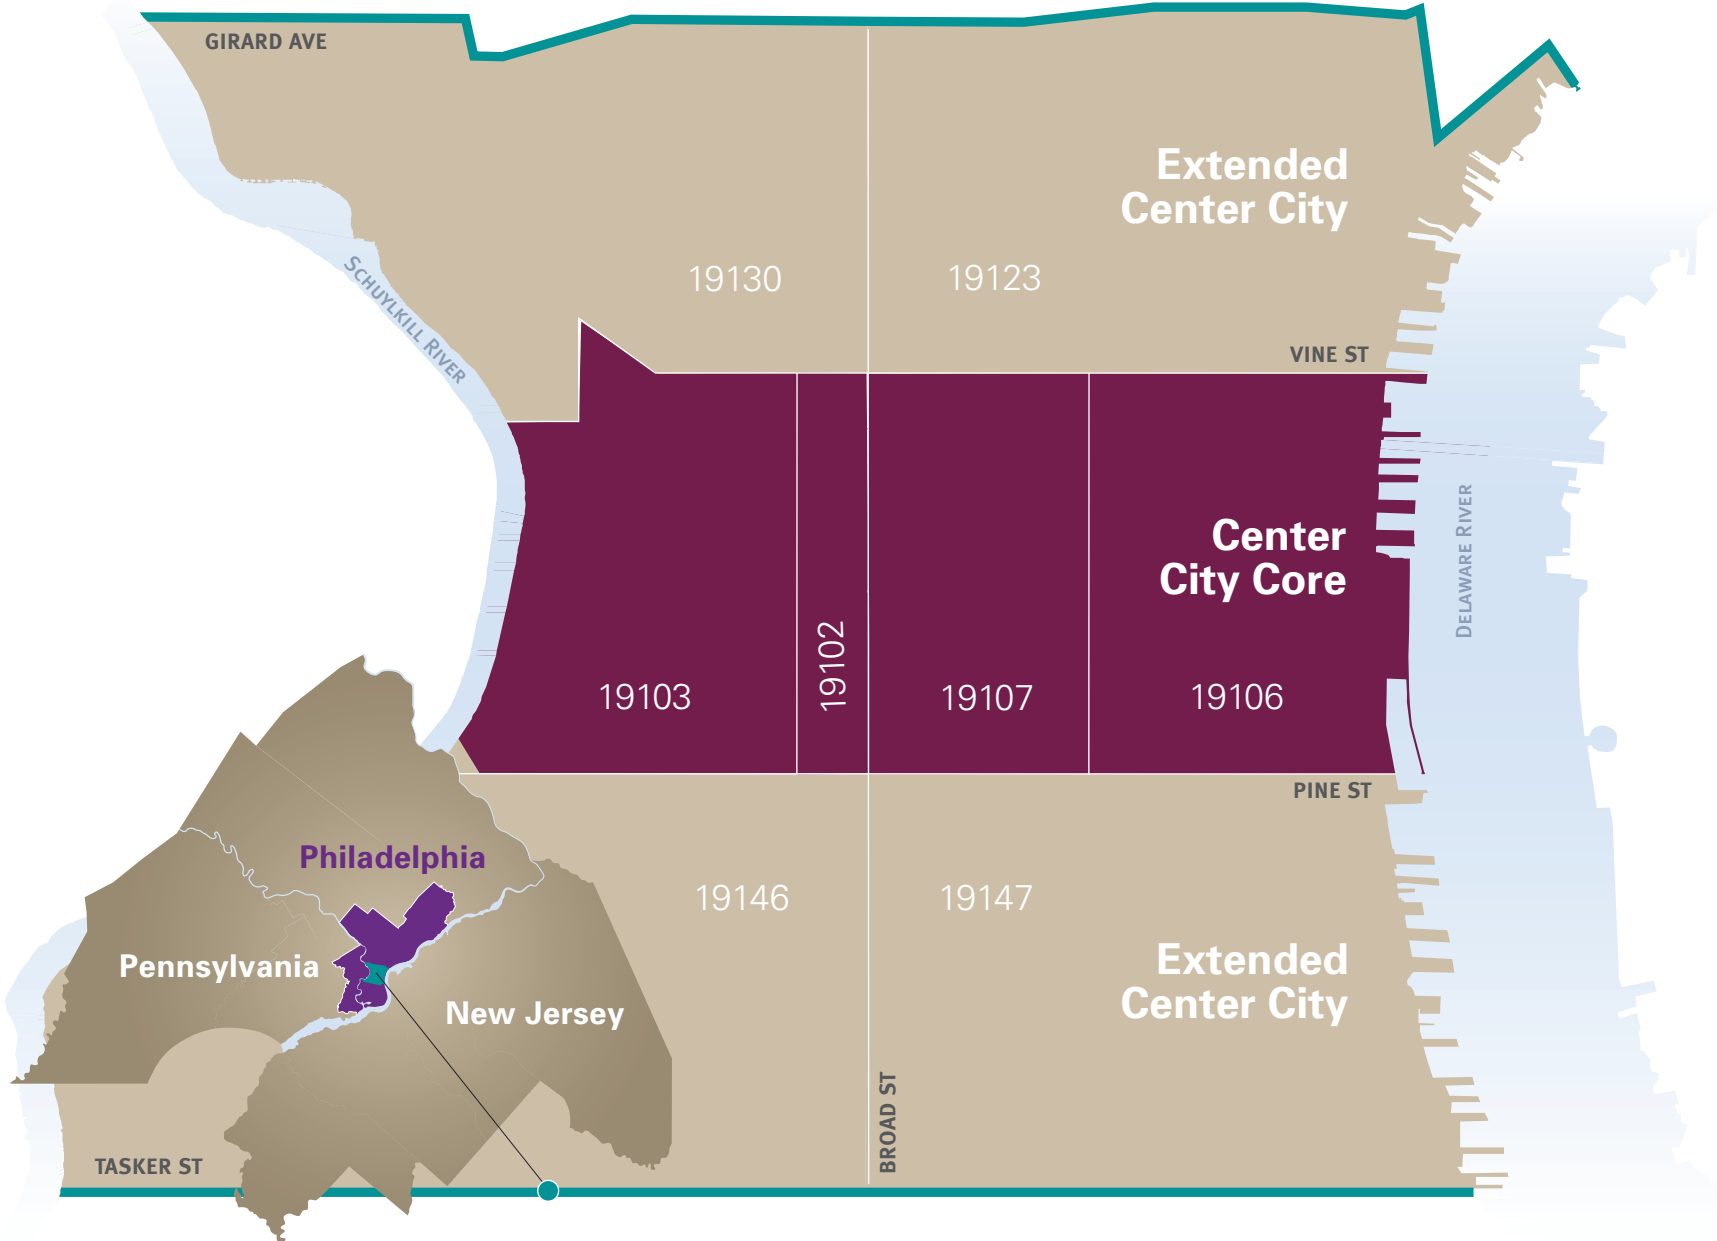 GIRARD AVE
Extended
Center City
19130
19123
SCHUYLKILL RIVER
VINE ST
Center
City Core
DELAWARE RIVER
19103
19102
19107
19106
PINE ST
Philadelphia
19146
19147
Pennsylvania
New Jersey
Extended
Center City
BROAD ST
TASKER ST